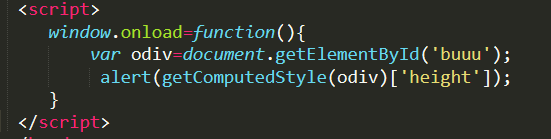 <script>
window.onload=function(){
var odiv=document.getElementById('buuu');
alert(getComputedStyle(odiv)['height']);
}
</script>